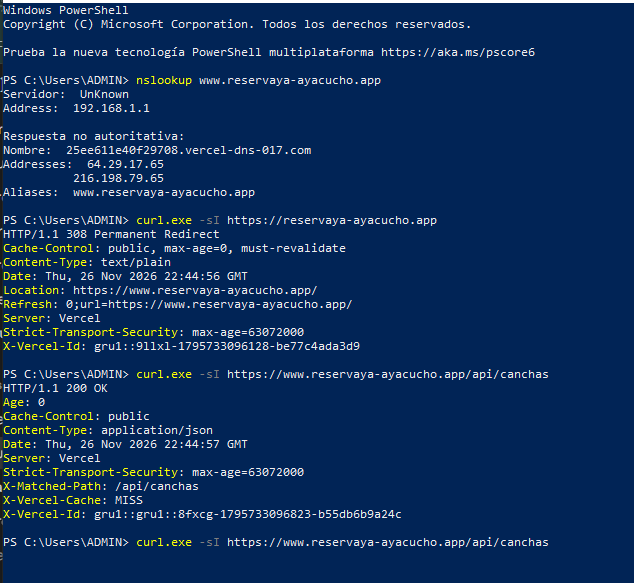 Windows PowerShell
Copyright (C) Microsoft Corporation. Todos los derechos reservados.
Prueba la nueva tecnología PowerShell multiplataforma https://aka.ms/pscore6
PS C:\Users\ADMIN> nslookup www.reservaya-ayacucho.app
Servidor:  UnKnown
Address:  192.168.1.1
Respuesta no autoritativa:
Nombre:  25ee611e40f29708.vercel-dns-017.com
Addresses:  64.29.17.65
216.198.79.65
Aliases:  www.reservaya-ayacucho.app
PS C:\Users\ADMIN> curl.exe -sI https://reservaya-ayacucho.app
HTTP/1.1 308 Permanent Redirect
Cache-Control: public, max-age=0, must-revalidate
Content-Type: text/plain
Date: Thu, 26 Nov 2026 22:44:56 GMT
Location: https://www.reservaya-ayacucho.app/
Refresh: 0;url=https://www.reservaya-ayacucho.app/
Server: Vercel
Strict-Transport-Security: max-age=63072000
X-Vercel-Id: gru1::9llxl-1795733096128-be77c4ada3d9
PS C:\Users\ADMIN> curl.exe -sI https://www.reservaya-ayacucho.app/api/canchas
HTTP/1.1 200 OK
Age: 0
Cache-Control: public
Content-Type: application/json
Date: Thu, 26 Nov 2026 22:44:57 GMT
Server: Vercel
Strict-Transport-Security: max-age=63072000
X-Matched-Path: /api/canchas
X-Vercel-Cache: MISS
X-Vercel-Id: gru1::gru1::8fxcg-1795733096823-b55db6b9a24c
PS C:\Users\ADMIN> curl.exe -sI https://www.reservaya-ayacucho.app/api/canchas